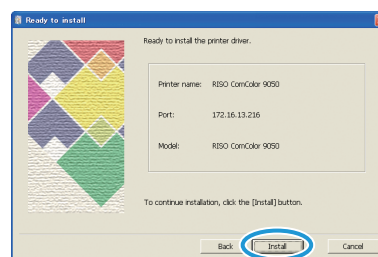 Ready to install
Ready to install the printer driver.
Printer name: RISO ComColor 9050
Port: 172.16.13.216
Model: RISO ComColor 9050
To continue installation, click the [Install] button.
Back Install Cancel